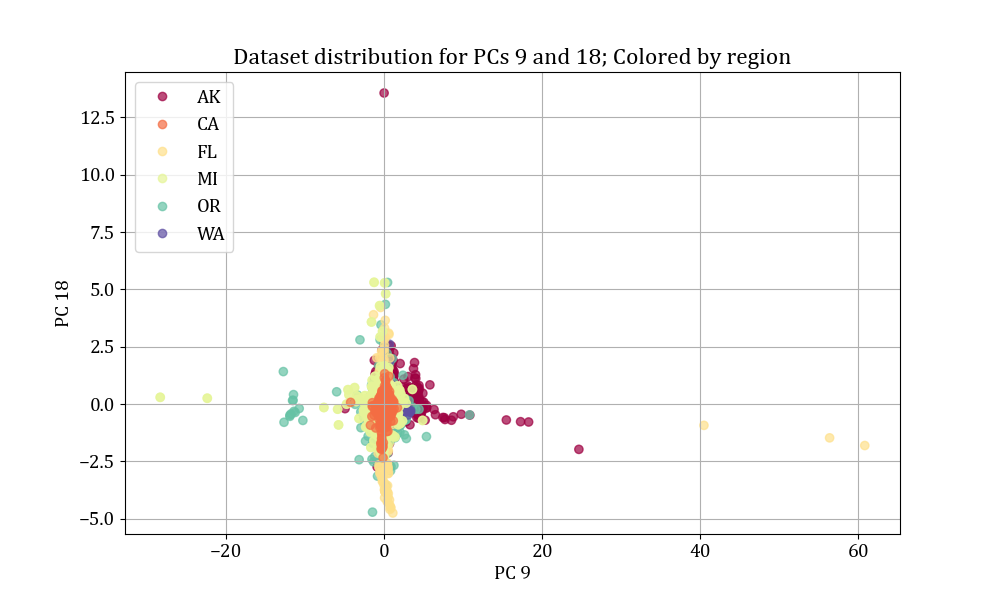 Dataset distribution for PCs 9 and 18; Colored by region
AK
CA
FL
MI
OR
WA
12.5
10.0
7.5
5.0
2.5
0.0
−2.5
−5.0
PC 18
−20
0
20
40
60
PC 9